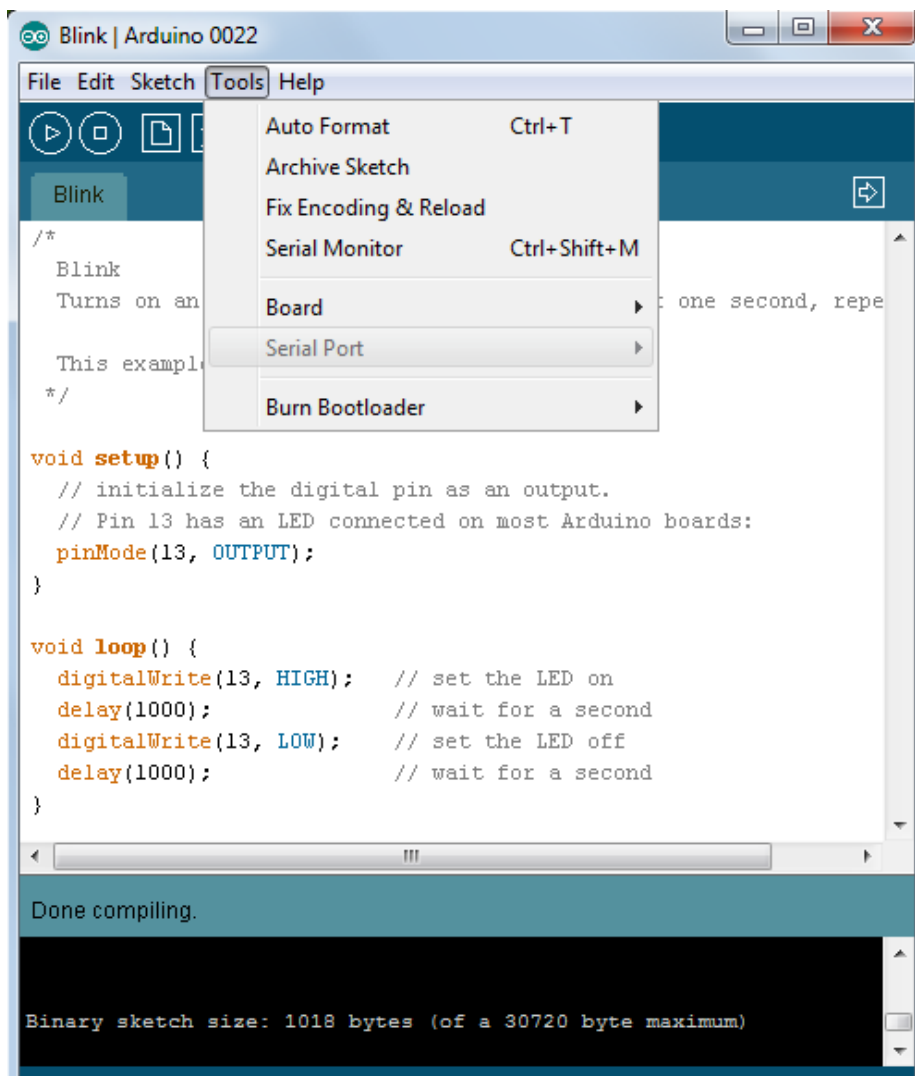 Blink | Arduino 0022
File Edit Sketch Tools Help
Auto Format Ctrl+T
Archive Sketch
Fix Encoding & Reload
Serial Monitor Ctrl+Shift+M
Board
Serial Port
Burn Bootloader
Blink
/*
Blink
Turns on an one second, repe
This exampl
*/
void setup() {
// initialize the digital pin as an output.
// Pin 13 has an LED connected on most Arduino boards:
pinMode(13, OUTPUT);
}
void loop() {
digitalWrite(13, HIGH); // set the LED on
delay(1000); // wait for a second
digitalWrite(13, LOW); // set the LED off
delay(1000); // wait for a second
}
Done compiling.
Binary sketch size: 1018 bytes (of a 30720 byte maximum)